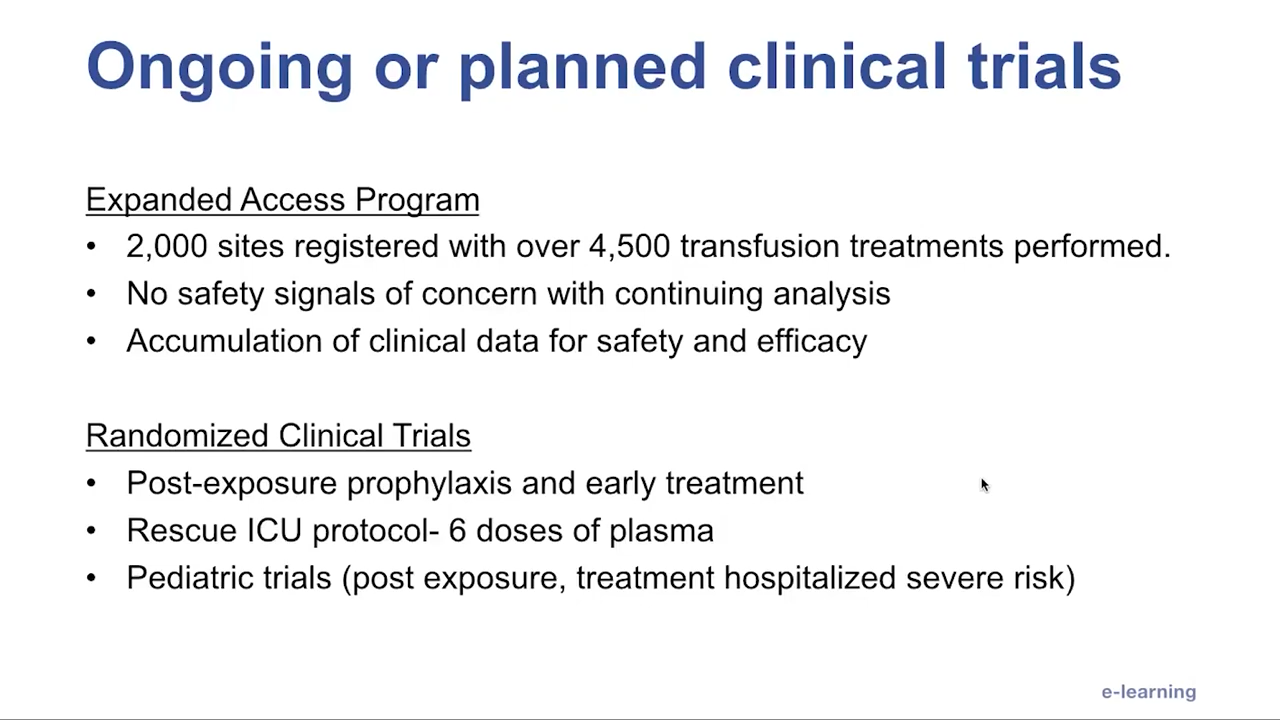 Ongoing or planned clinical trials
Expanded Access Program
• 2,000 sites registered with over 4,500 transfusion treatments performed.
• No safety signals of concern with continuing analysis
• Accumulation of clinical data for safety and efficacy
Randomized Clinical Trials
• Post-exposure prophylaxis and early treatment
• Rescue ICU protocol- 6 doses of plasma
• Pediatric trials (post exposure, treatment hospitalized severe risk)
e-learning